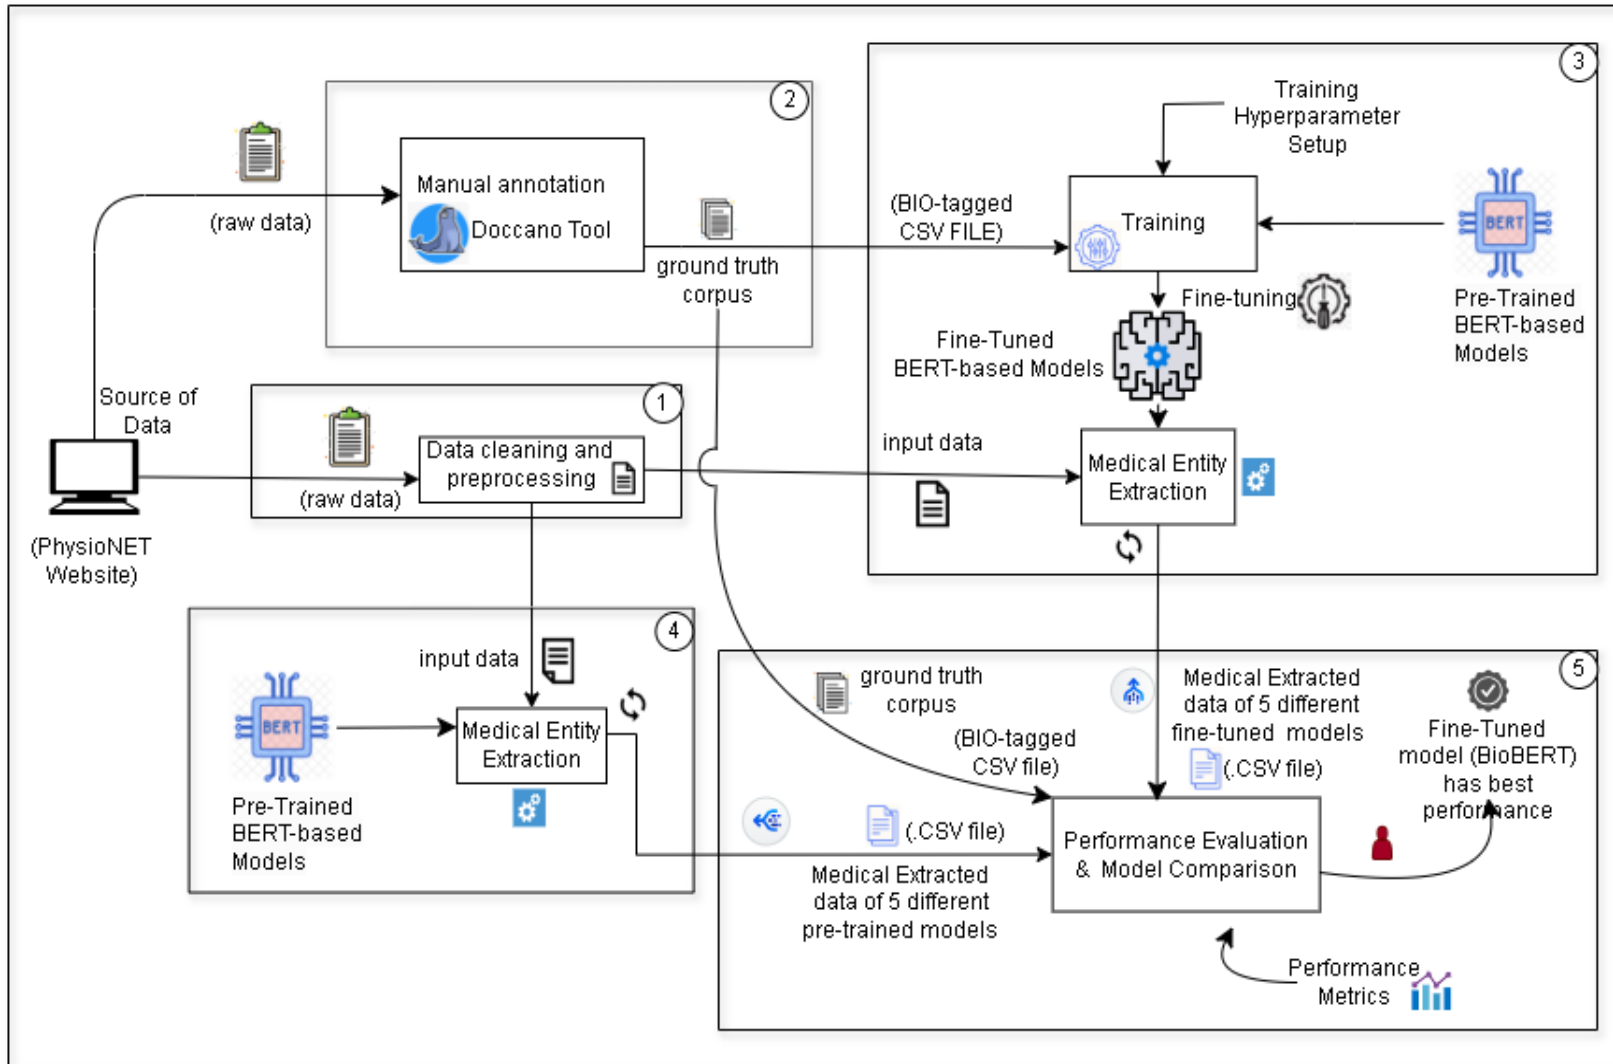 2
(raw data)
Manual annotation
Doccano Tool
ground truth
corpus
Source of
Data
(PhysioNET
Website)
1
(raw data)
Data cleaning and
preprocessing
3
Training
Hyperparameter
Setup
(BIO-tagged
CSV FILE)
Training
BERT
Pre-Trained
BERT-based
Models
Fine-tuning
Fine-Tuned
BERT-based Models
input data
Medical Entity
Extraction
4
input data
BERT
Pre-Trained
BERT-based
Models
Medical Entity
Extraction
5
ground truth
corpus
(BIO-tagged
CSV file)
Medical Extracted
data of 5 different
fine-tuned models
(.CSV file)
Fine-Tuned
model (BioBERT)
has best
performance
(.CSV file)
Medical Extracted
data of 5 different
pre-trained models
Performance Evaluation
& Model Comparison
Performance
Metrics